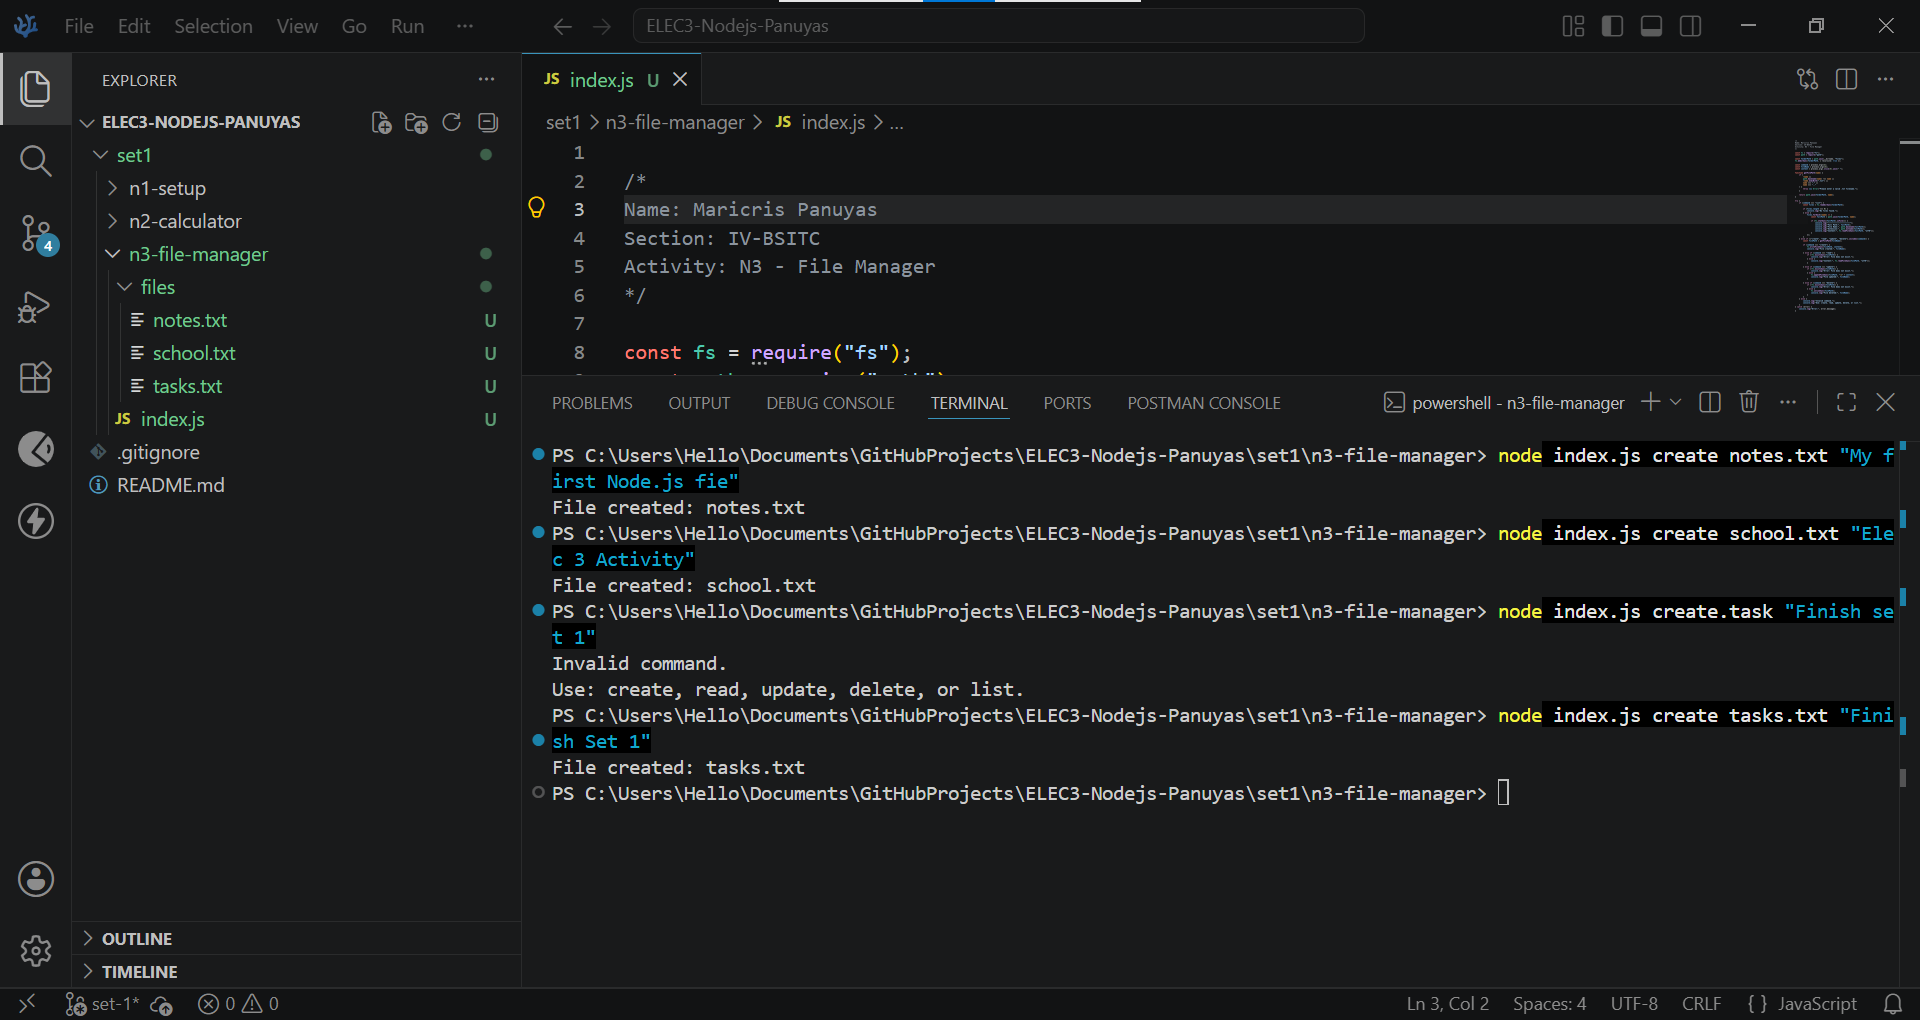 File Edit Selection View Go Run ELEC3-Nodejs-Panuyas
EXPLORER
ELEC3-NODEJS-PANUYAS
set1
n1-setup
n2-calculator
n3-file-manager
files
notes.txt U
school.txt U
tasks.txt U
JS index.js U
.gitignore
README.md
OUTLINE
TIMELINE
4
JS index.js U
set1 > n3-file-manager > JS index.js > ...
1
2 /*
3 Name: Maricris Panuyas
4 Section: IV-BSITC
5 Activity: N3 - File Manager
6 */
7
8 const fs = require("fs");
PROBLEMS OUTPUT DEBUG CONSOLE TERMINAL PORTS POSTMAN CONSOLE powershell - n3-file-manager
PS C:\Users\Hello\Documents\GitHubProjects\ELEC3-Nodejs-Panuyas\set1\n3-file-manager> node index.js create notes.txt "My f
irst Node.js fie"
File created: notes.txt
PS C:\Users\Hello\Documents\GitHubProjects\ELEC3-Nodejs-Panuyas\set1\n3-file-manager> node index.js create school.txt "Ele
c 3 Activity"
File created: school.txt
PS C:\Users\Hello\Documents\GitHubProjects\ELEC3-Nodejs-Panuyas\set1\n3-file-manager> node index.js create.task "Finish se
t 1"
Invalid command.
Use: create, read, update, delete, or list.
PS C:\Users\Hello\Documents\GitHubProjects\ELEC3-Nodejs-Panuyas\set1\n3-file-manager> node index.js create tasks.txt "Fini
sh Set 1"
File created: tasks.txt
PS C:\Users\Hello\Documents\GitHubProjects\ELEC3-Nodejs-Panuyas\set1\n3-file-manager>
set-1* 0 0 Ln 3, Col 2 Spaces: 4 UTF-8 CRLF { } JavaScript